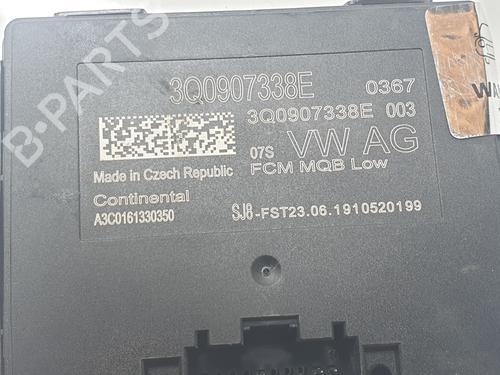 3Q0907338E 0367
3Q0907338E 003
07S VW AG
Made in Czech Republic FCM MQB Low
Continental
A3C0161330350 SJ8-FST23.06.1910520199
B-PARTS